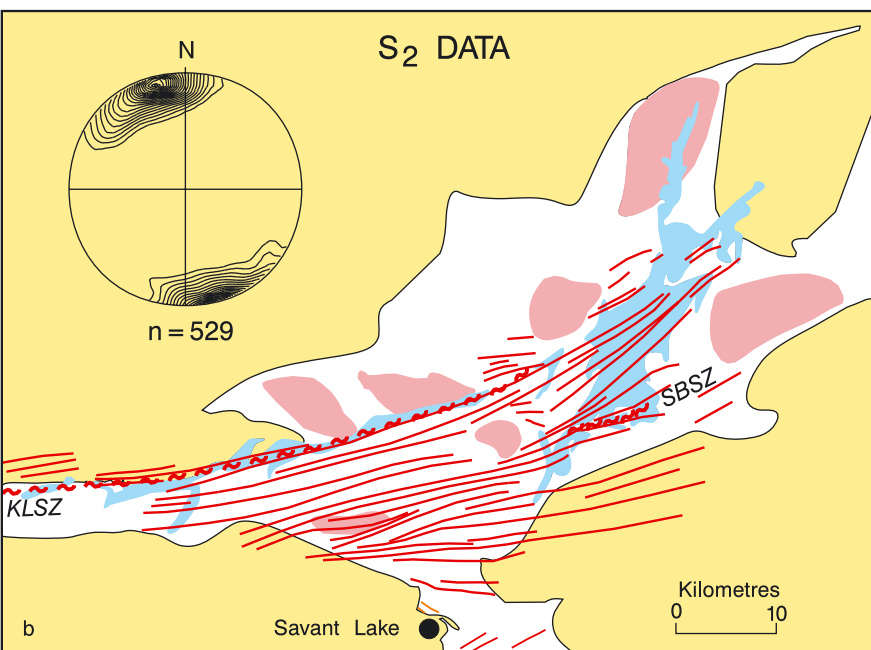 S2 DATA
N
n = 529
SBSZ
KLSZ
Kilometres
0 10
b
Savant Lake